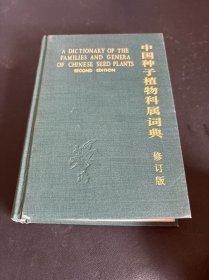 A DICTIONARY OF THE
FAMILIES AND GENERA
OF CHINESE SEED PLANTS
SECOND EDITION
中国种子植物科属词典
修订版